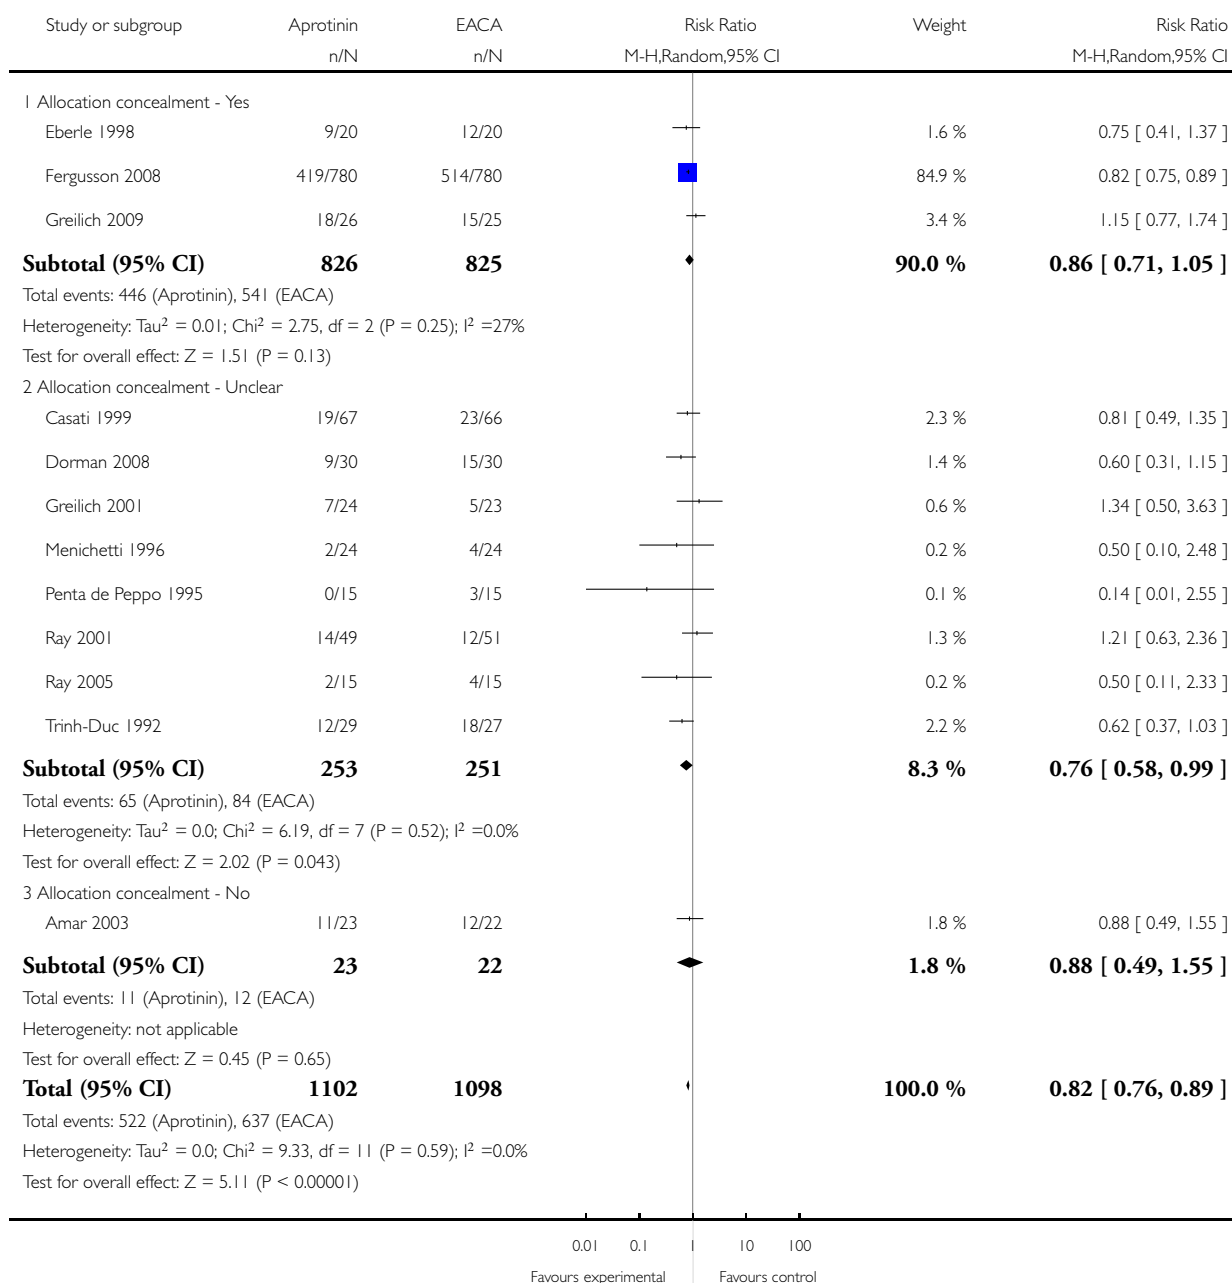 Study or subgroup Aprotinin EACA Risk Ratio Weight Risk Ratio
n/N n/N M-H,Random,95% CI M-H,Random,95% CI
1 Allocation concealment - Yes
Eberle 1998 9/20 12/20 1.6 % 0.75 [ 0.41, 1.37 ]
Fergusson 2008 419/780 514/780 84.9 % 0.82 [ 0.75, 0.89 ]
Greilich 2009 18/26 15/25 3.4 % 1.15 [ 0.77, 1.74 ]
Subtotal (95% CI) 826 825 90.0 % 0.86 [ 0.71, 1.05 ]
Total events: 446 (Aprotinin), 541 (EACA)
Heterogeneity: Tau² = 0.01; Chi² = 2.75, df = 2 (P = 0.25); I² =27%
Test for overall effect: Z = 1.51 (P = 0.13)
2 Allocation concealment - Unclear
Casati 1999 19/67 23/66 2.3 % 0.81 [ 0.49, 1.35 ]
Dorman 2008 9/30 15/30 1.4 % 0.60 [ 0.31, 1.15 ]
Greilich 2001 7/24 5/23 0.6 % 1.34 [ 0.50, 3.63 ]
Menichetti 1996 2/24 4/24 0.2 % 0.50 [ 0.10, 2.48 ]
Penta de Peppo 1995 0/15 3/15 0.1 % 0.14 [ 0.01, 2.55 ]
Ray 2001 14/49 12/51 1.3 % 1.21 [ 0.63, 2.36 ]
Ray 2005 2/15 4/15 0.2 % 0.50 [ 0.11, 2.33 ]
Trinh-Duc 1992 12/29 18/27 2.2 % 0.62 [ 0.37, 1.03 ]
Subtotal (95% CI) 253 251 8.3 % 0.76 [ 0.58, 0.99 ]
Total events: 65 (Aprotinin), 84 (EACA)
Heterogeneity: Tau² = 0.0; Chi² = 6.19, df = 7 (P = 0.52); I² =0.0%
Test for overall effect: Z = 2.02 (P = 0.043)
3 Allocation concealment - No
Amar 2003 11/23 12/22 1.8 % 0.88 [ 0.49, 1.55 ]
Subtotal (95% CI) 23 22 1.8 % 0.88 [ 0.49, 1.55 ]
Total events: 11 (Aprotinin), 12 (EACA)
Heterogeneity: not applicable
Test for overall effect: Z = 0.45 (P = 0.65)
Total (95% CI) 1102 1098 100.0 % 0.82 [ 0.76, 0.89 ]
Total events: 522 (Aprotinin), 637 (EACA)
Heterogeneity: Tau² = 0.0; Chi² = 9.33, df = 11 (P = 0.59); I² =0.0%
Test for overall effect: Z = 5.11 (P < 0.00001)
0.01 0.1 1 10 100
Favours experimental Favours control